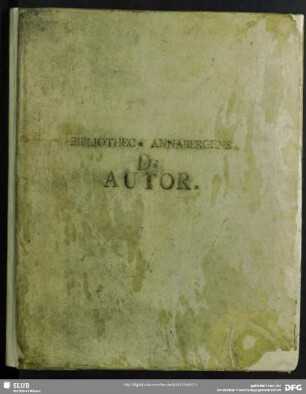 BIBLIOTHEC. ANNABERGENS.
D:
AUTOR.
SLUB
DFG